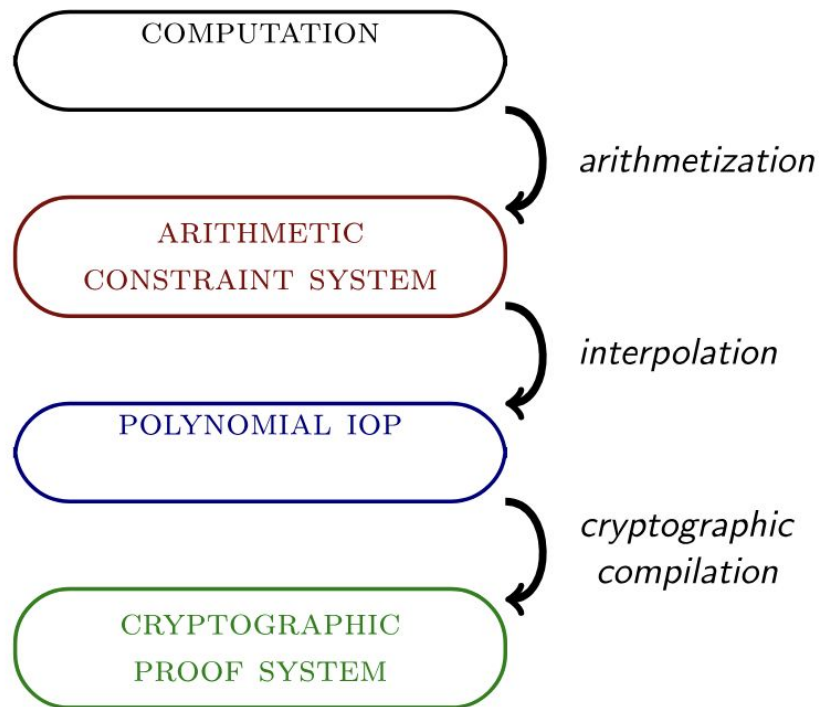 COMPUTATION
arithmetization
ARITHMETIC
CONSTRAINT SYSTEM
interpolation
POLYNOMIAL IOP
cryptographic
compilation
CRYPTOGRAPHIC
PROOF SYSTEM